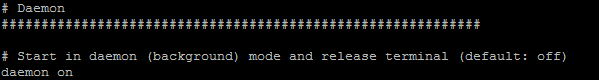 # Daemon
############################################################
# Start in daemon (background) mode and release terminal (default: off)
daemon on